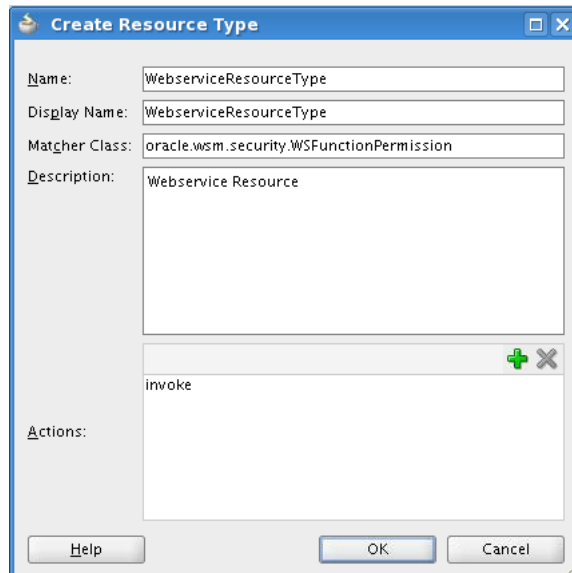 Create Resource Type
Name: WebserviceResourceType
Display Name: WebserviceResourceType
Matcher Class: oracle.wsm.security.WSFunctionPermission
Description: Webservice Resource
invoke
Actions:
Help OK Cancel